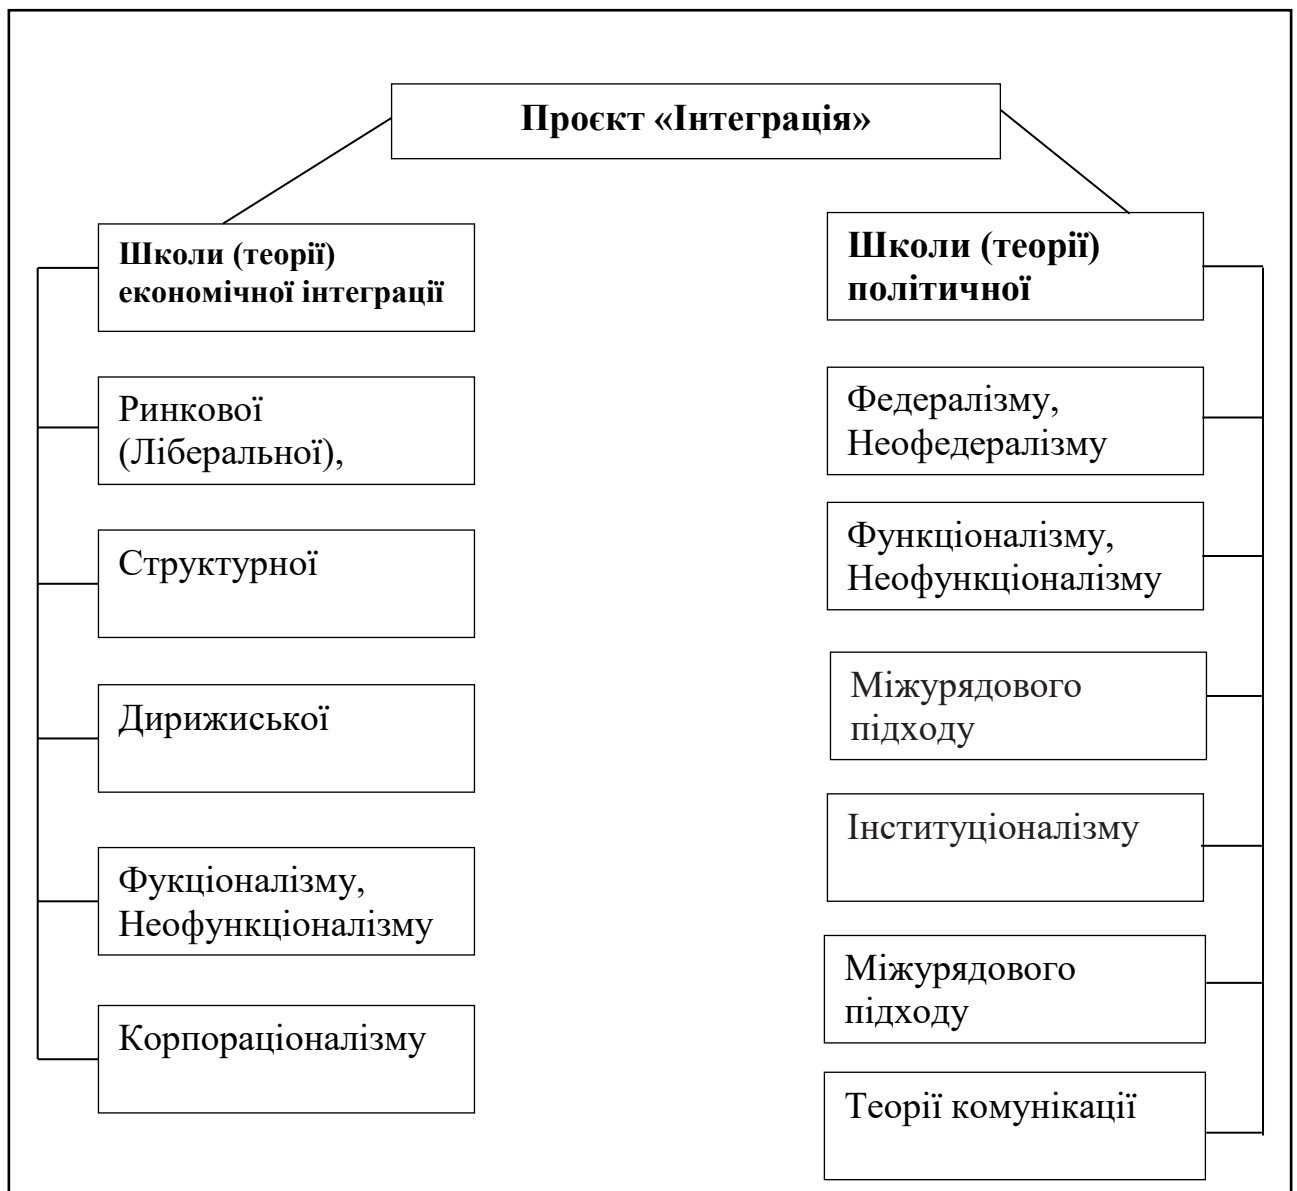 Проєкт «Інтеграція»
Школи (теорії)
економічної інтеграції
Ринкової
(Ліберальної),
Структурної
Дирижиської
Фукціоналізму,
Неофункціоналізму
Корпораціоналізму
Школи (теорії)
політичної
Федералізму,
Неофедералізму
Функціоналізму,
Неофункціоналізму
Міжурядового
підходу
Інституціоналізму
Міжурядового
підходу
Теорії комунікації